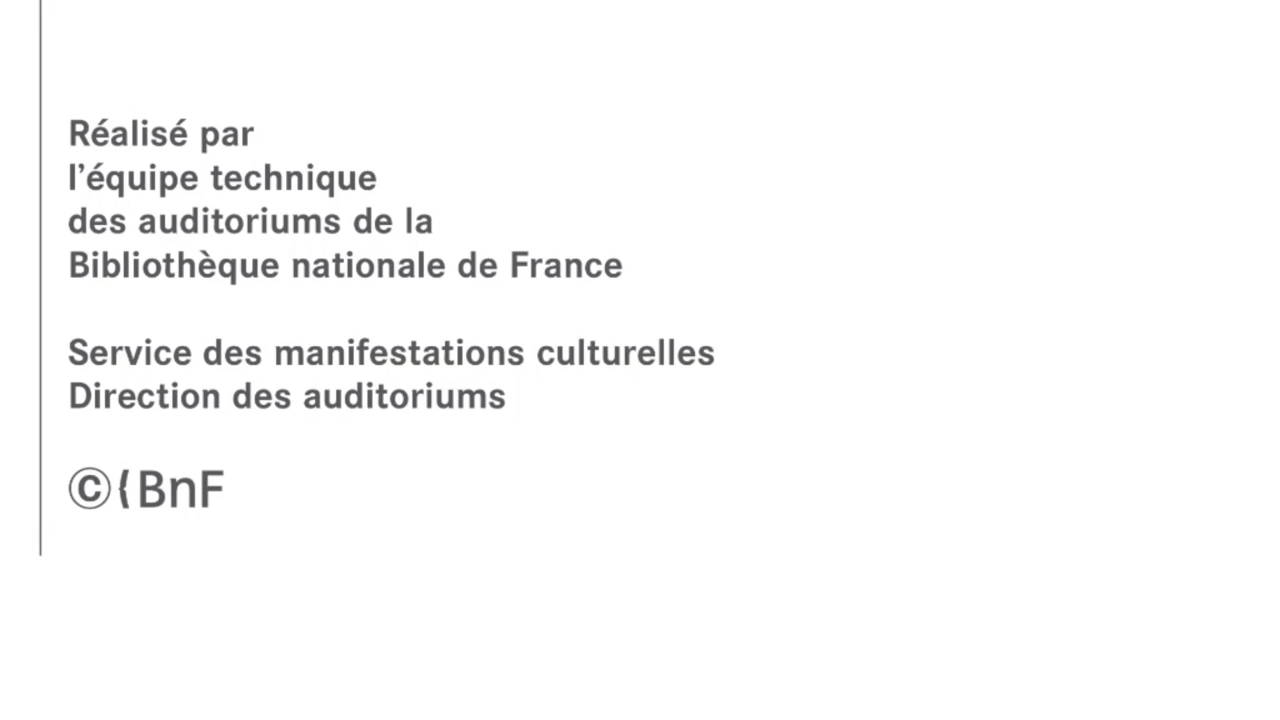 Réalisé par
l’équipe technique
des auditoriums de la
Bibliothèque nationale de France
Service des manifestations culturelles
Direction des auditoriums
©{BnF